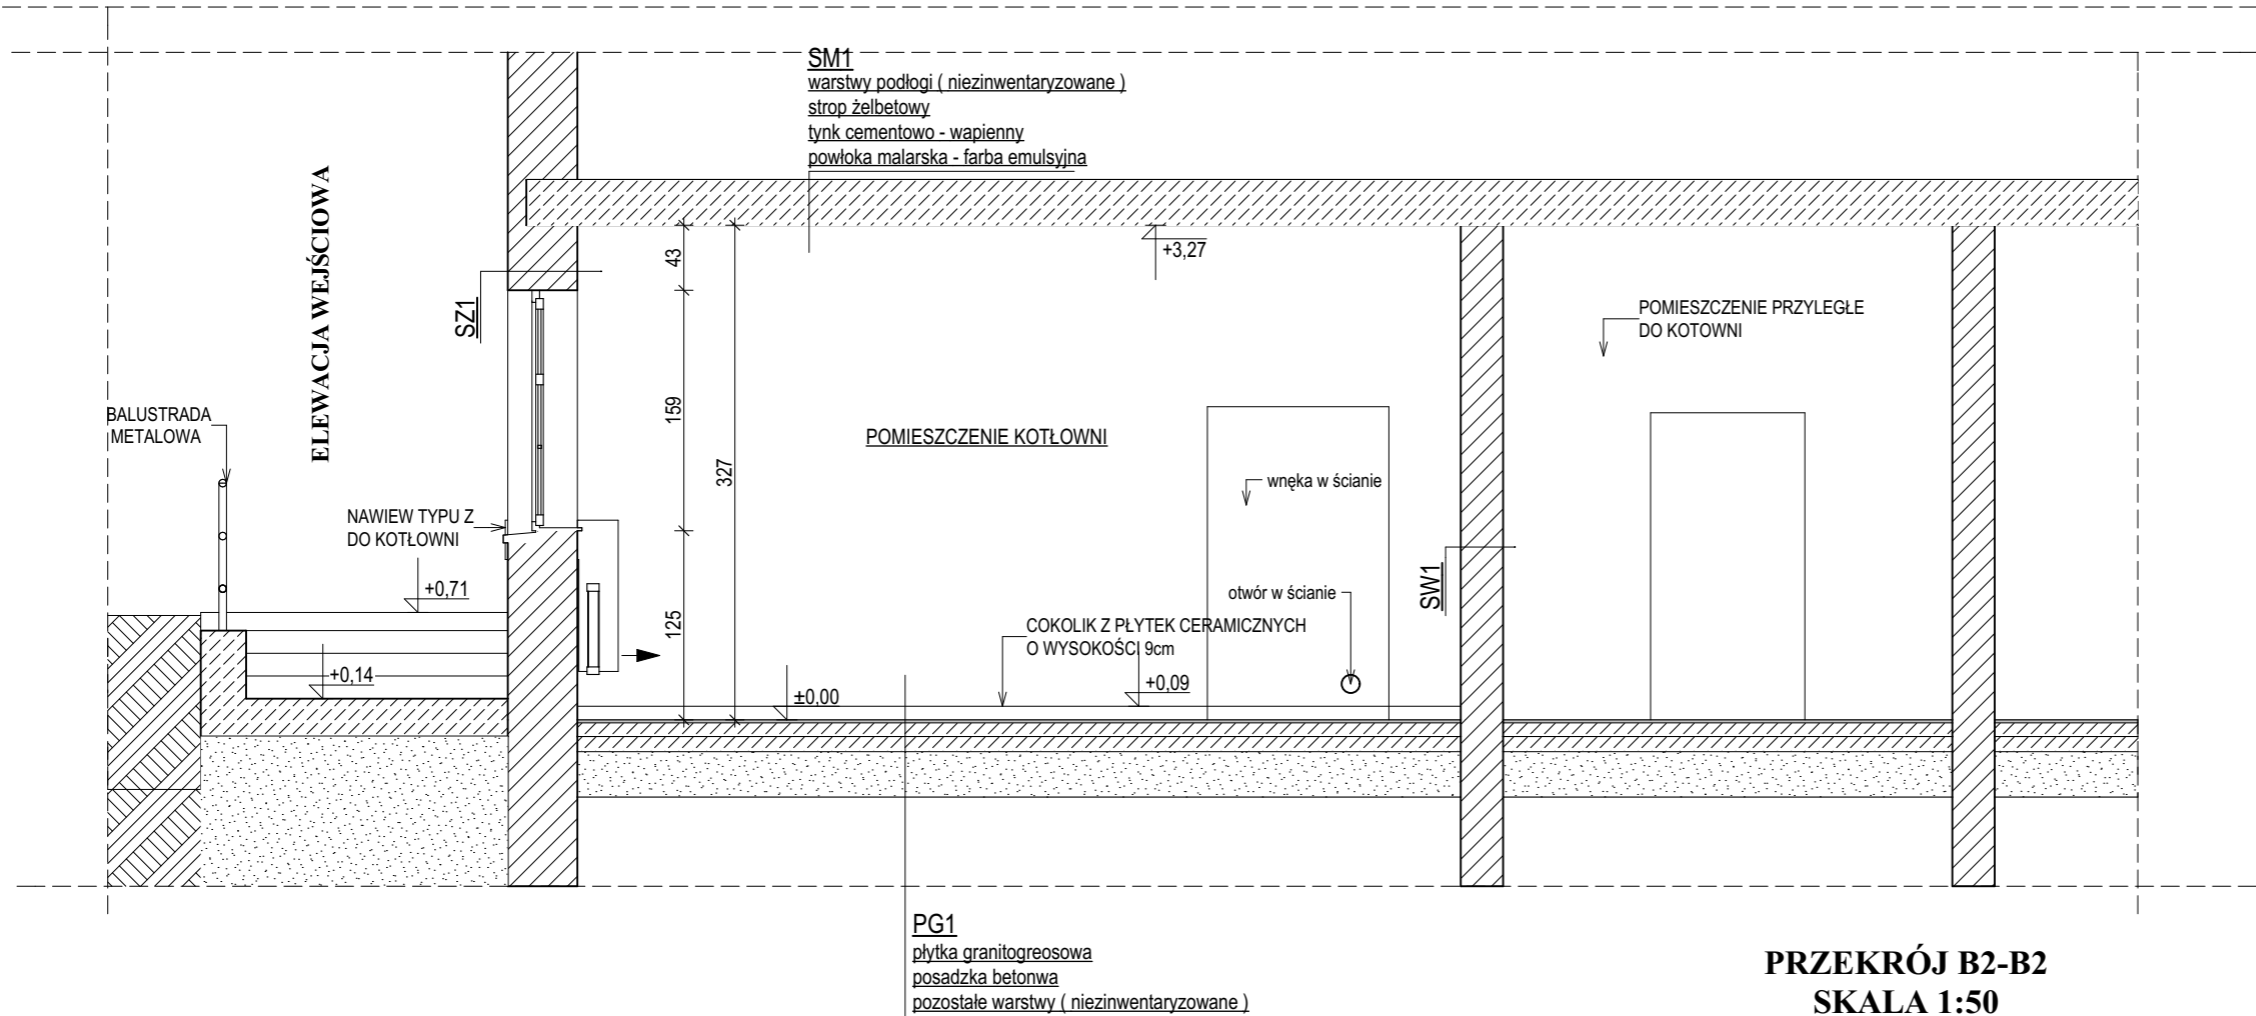 SM1
warstwy podłogi ( niezinwentaryzowane )
strop żelbetowy
tynk cementowo - wapienny
powłoka malarska - farba emulsyjna
ELEWACJA WEJŚCIOWA
43
+3,27
SZ1
POMIESZCZENIE PRZYLEGŁE
DO KOTOWNI
BALUSTRADA
METALOWA
159
327
POMIESZCZENIE KOTŁOWNI
wnęka w ścianie
NAWIEW TYPU Z
DO KOTŁOWNI
+0,71
125
otwór w ścianie
SW1
COKOLIK Z PŁYTEK CERAMICZNYCH
O WYSOKOŚCI 9cm
+0,14
±0,00
+0,09
PG1
płytka granitogreosowa
posadzka betonwa
pozostałe warstwy ( niezinwentaryzowane )
PRZEKRÓJ B2-B2
SKALA 1:50